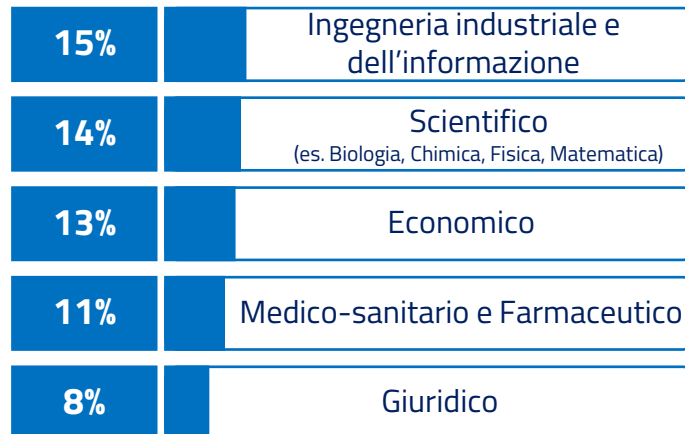 15%
Ingegneria industriale e
dell'informazione
14%
Scientifico
(es. Biologia, Chimica, Fisica, Matematica)
13%
Economico
11%
Medico-sanitario e Farmaceutico
8%
Giuridico